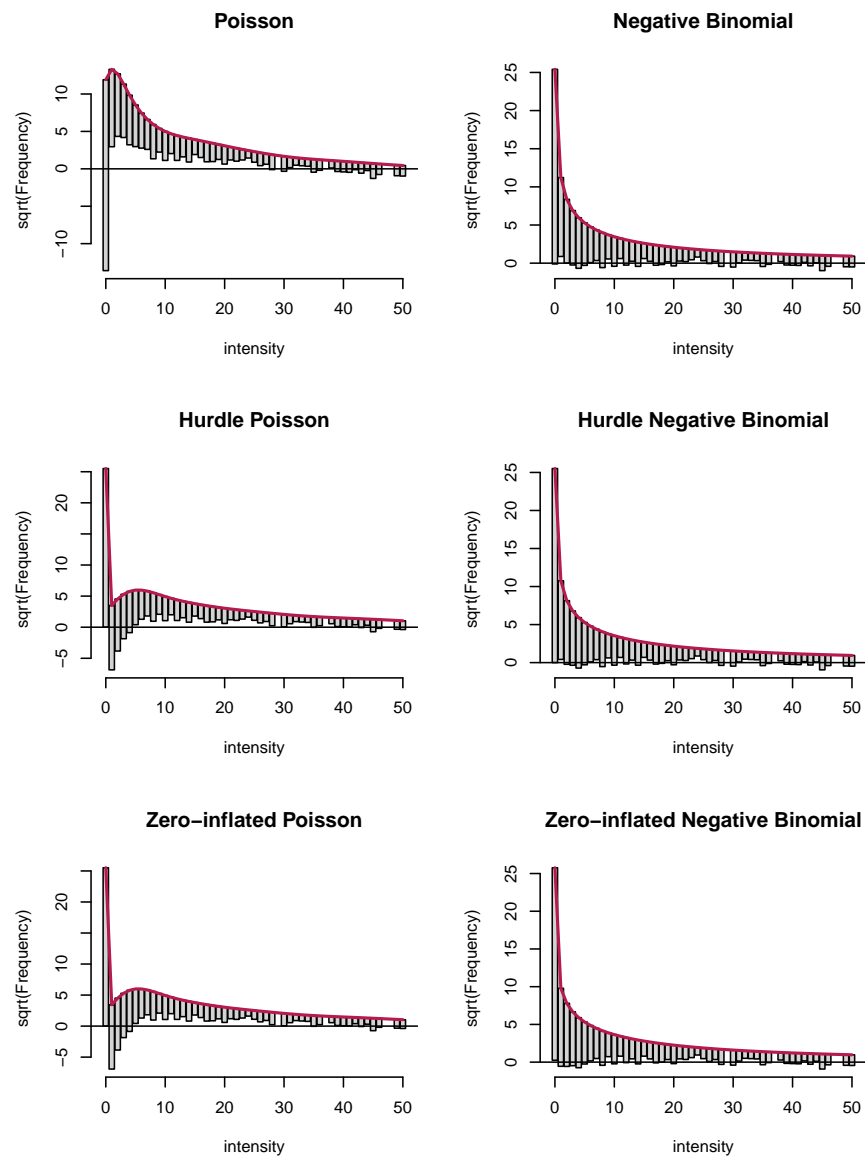 Poisson
sqrt(Frequency)
−10
0
5
10
0 10 20 30 40 50
intensity
Negative Binomial
sqrt(Frequency)
0
5
10
15
20
25
0 10 20 30 40 50
intensity
Hurdle Poisson
sqrt(Frequency)
−5
0
5
10
20
0 10 20 30 40 50
intensity
Hurdle Negative Binomial
sqrt(Frequency)
0
5
10
15
20
25
0 10 20 30 40 50
intensity
Zero−inflated Poisson
sqrt(Frequency)
−5
0
5
10
20
0 10 20 30 40 50
intensity
Zero−inflated Negative Binomial
sqrt(Frequency)
0
5
10
15
20
25
0 10 20 30 40 50
intensity